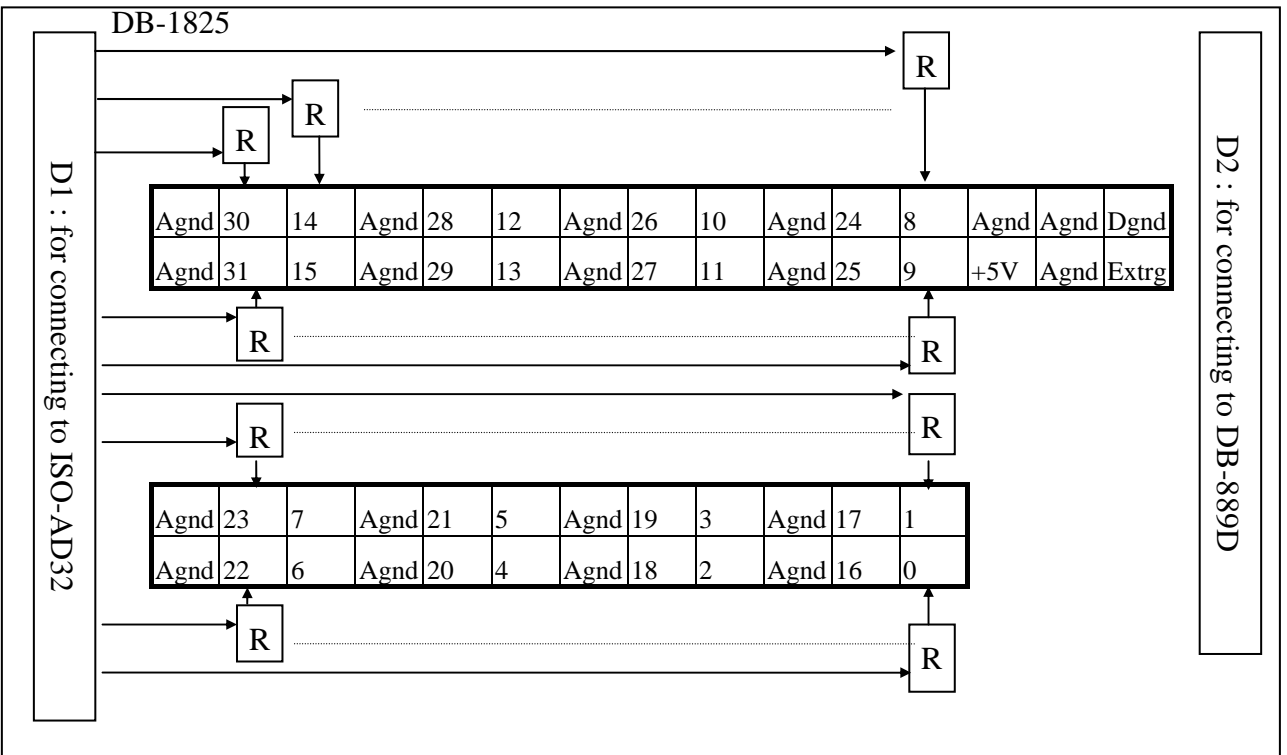 DB-1825
D1 : for connecting to ISO-AD32
D2 : for connecting to DB-889D
R
R
R
Agnd 30 14 Agnd 28 12 Agnd 26 10 Agnd 24 8 Agnd Agnd Dgnd
Agnd 31 15 Agnd 29 13 Agnd 27 11 Agnd 25 9 +5V Agnd Extrg
R
R
R
R
Agnd 23 7 Agnd 21 5 Agnd 19 3 Agnd 17 1
Agnd 22 6 Agnd 20 4 Agnd 18 2 Agnd 16 0
R
R